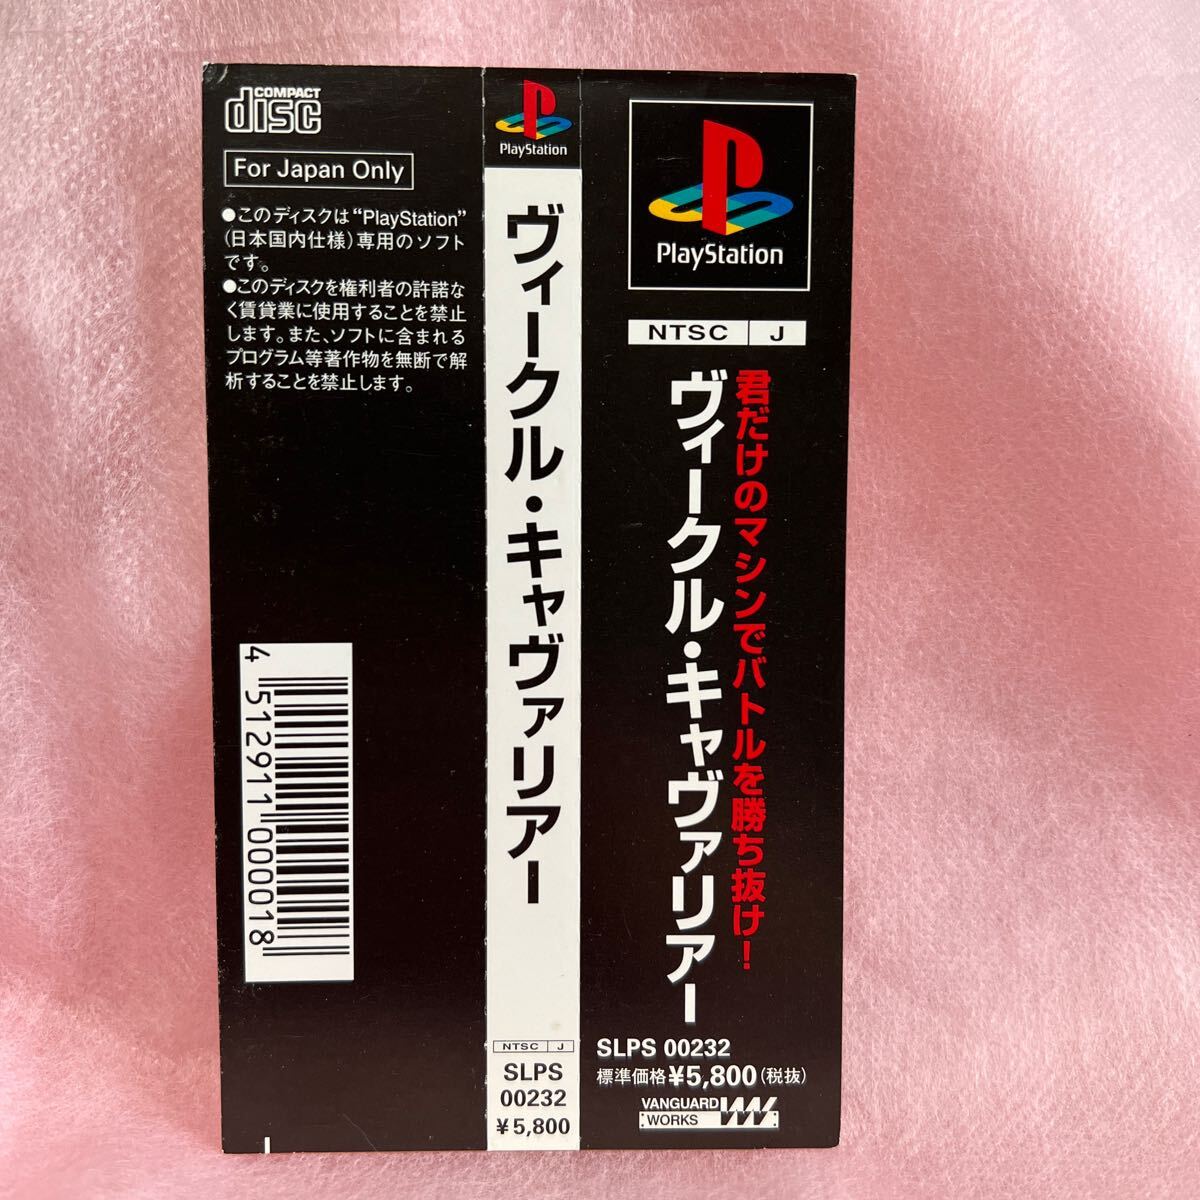 COMPACT
disc
For Japan Only
●このディスクは“PlayStation”
(日本国内仕様)専用のソフト
です。
●このディスクを権利者の許諾な
く賃貸業に使用することを禁止
します。また、ソフトに含まれる
プログラム等著作物を無断で解
析することを禁止します。
4 512911 000018
PlayStation
ヴィークル・キャヴァリアー
NTSC J
SLPS
00232
¥5,800
PlayStation
NTSC J
君だけのマシンでバトルを勝ち抜け!
ヴィークル・キャヴァリアー
SLPS 00232
標準価格¥5,800(税抜)
VANGUARD
WORKS VW